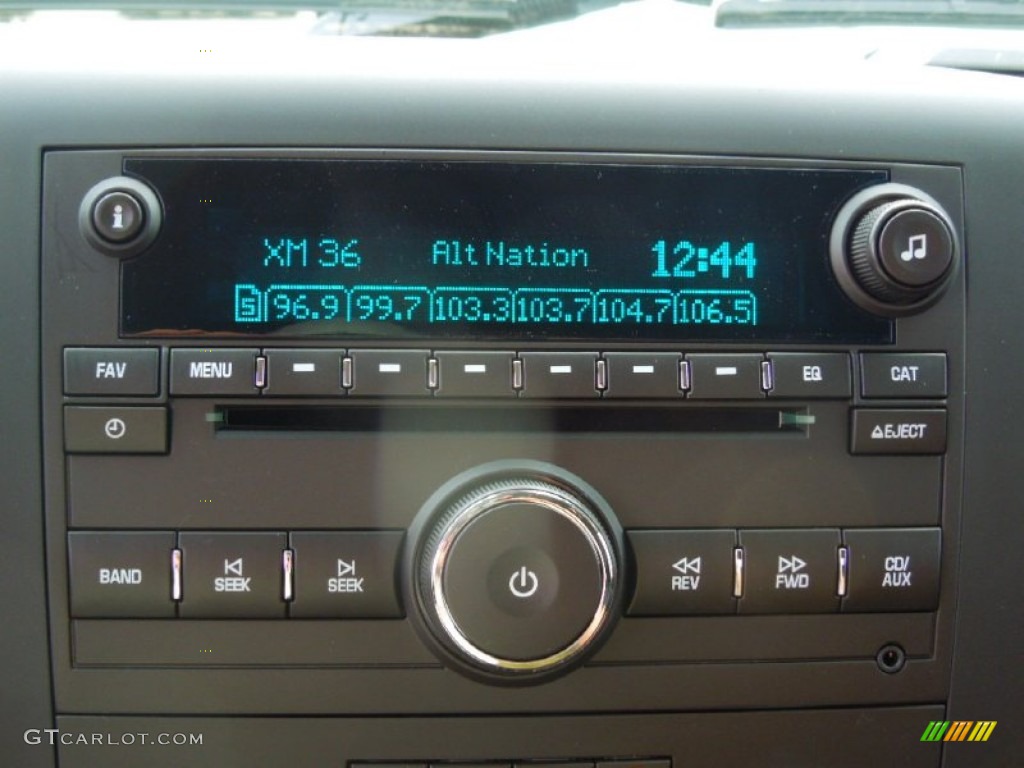 XM 36 Alt Nation 12:44
5 96.9 99.7 103.3 103.7 104.7 106.5
FAV MENU EQ CAT
EJECT
BAND SEEK SEEK REV FWD CD/
AUX
GTCARLOT.COM